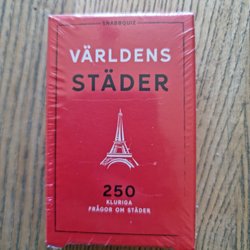 SNABBQUIZ
VÄRLDENS
STÄDER
250
KLURIGA
FRÅGOR OM STÄDER